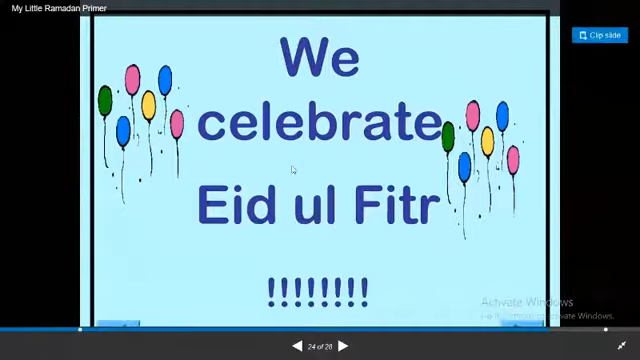 My Little Ramadan Primer
Clip slide
We
celebrate
Eid ul Fitr
!!!!!!!!
Activate Windows
24 of 28